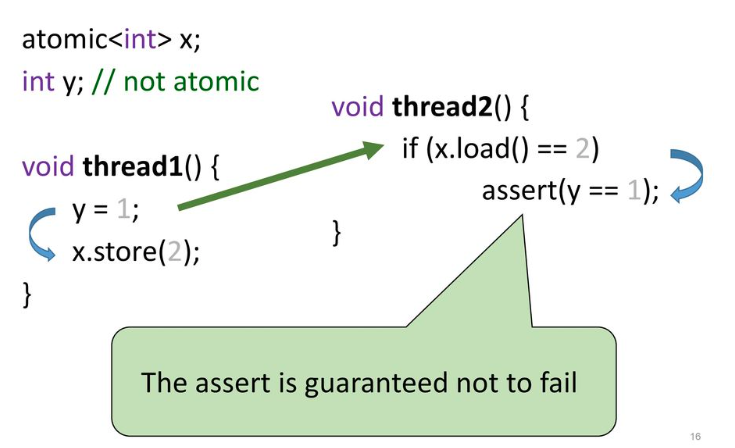 atomic<int> x;
int y; // not atomic
void thread1() {
y = 1;
x.store(2);
}
void thread2() {
if (x.load() == 2)
assert(y == 1);
}
The assert is guaranteed not to fail
16